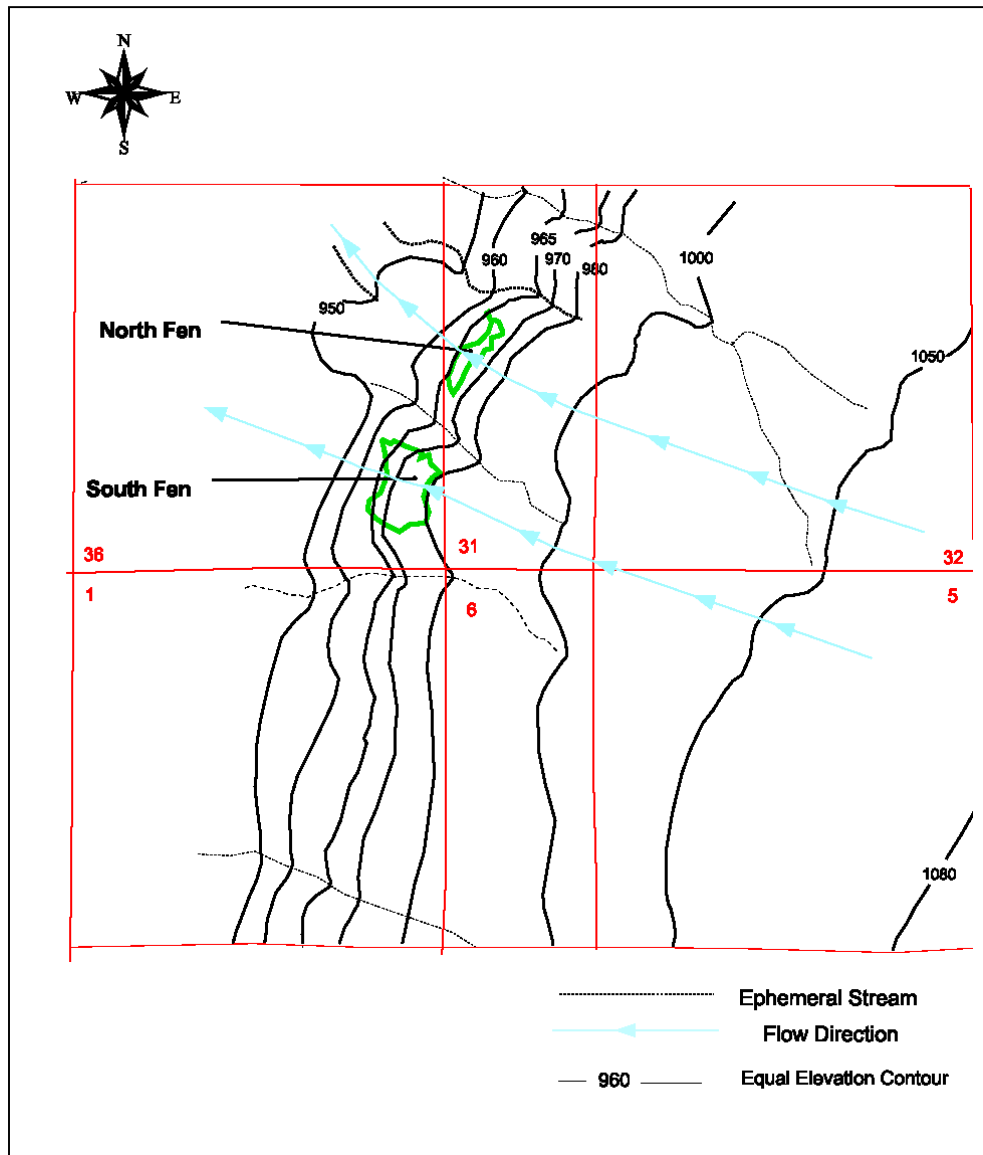 N
W E
S
965
960 970 1000
980
950
North Fen
1050
South Fen
36 31 32
1 6 5
1080
Ephemeral Stream
Flow Direction
960 Equal Elevation Contour